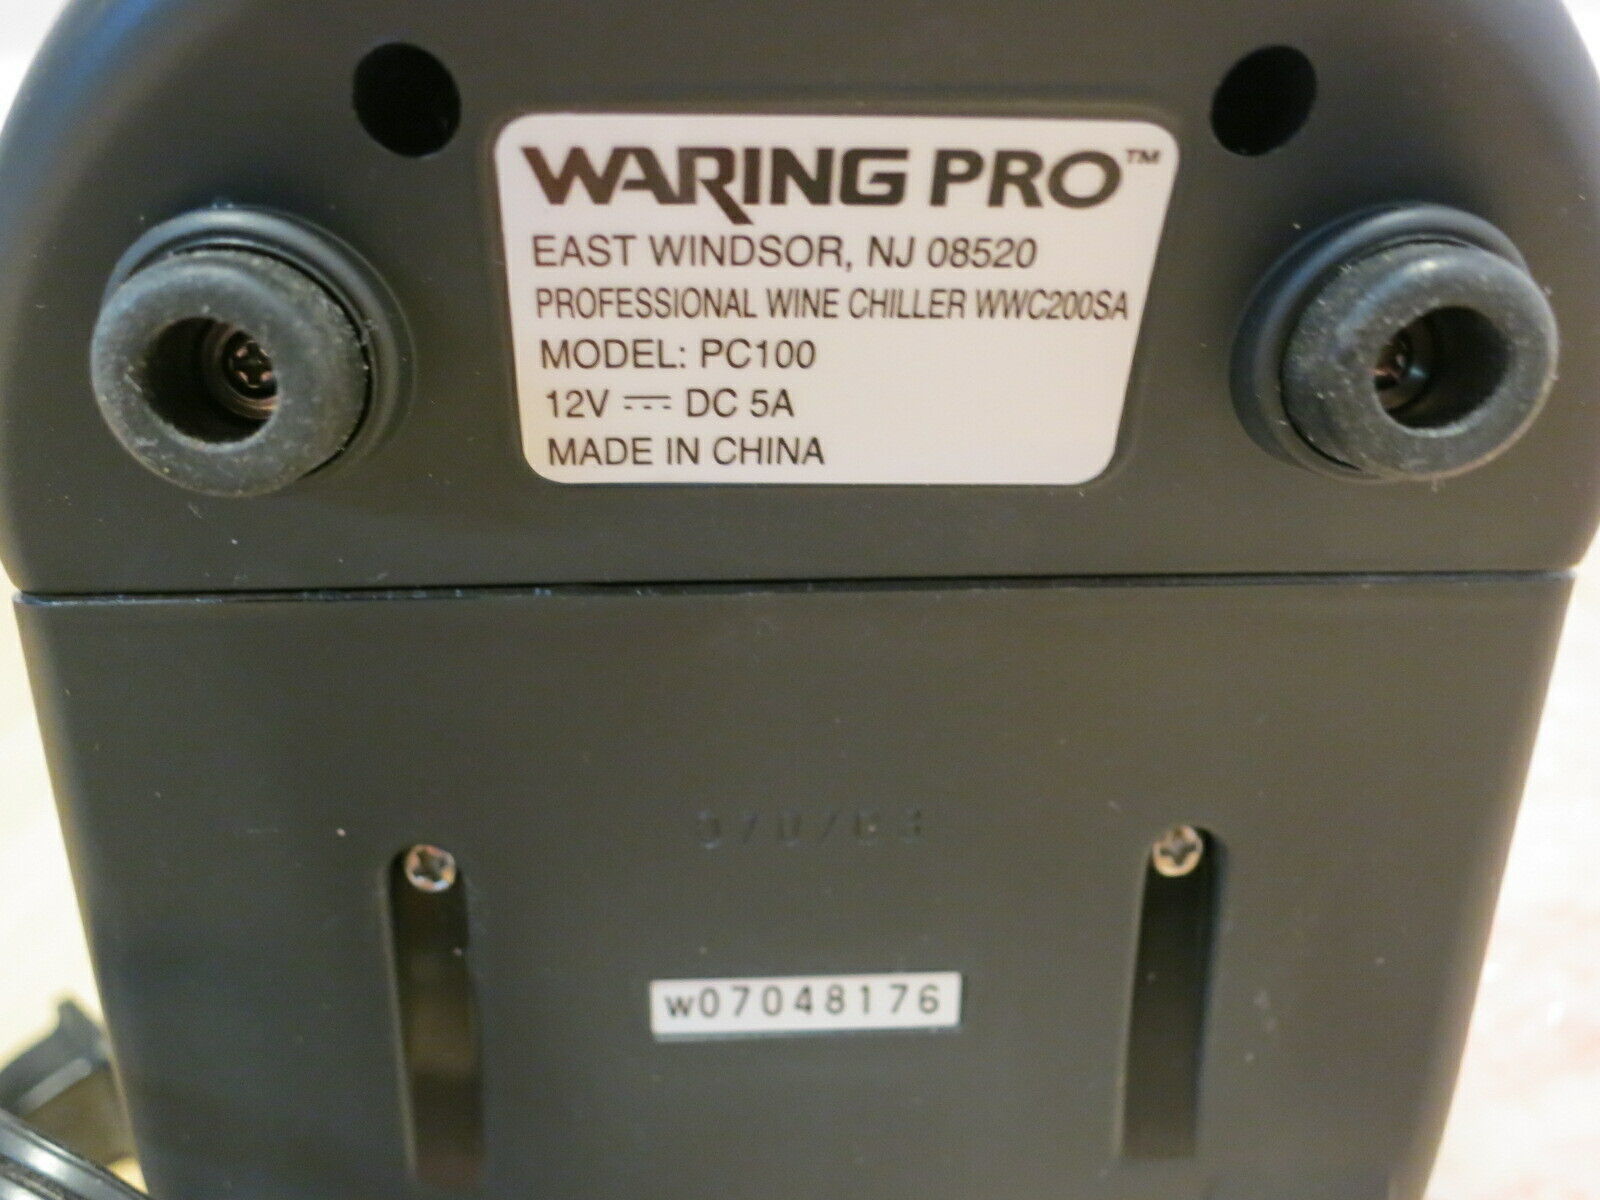 WARING PRO™
EAST WINDSOR, NJ 08520
PROFESSIONAL WINE CHILLER WWC200SA
MODEL: PC100
12V ⎓ DC 5A
MADE IN CHINA
w07048176